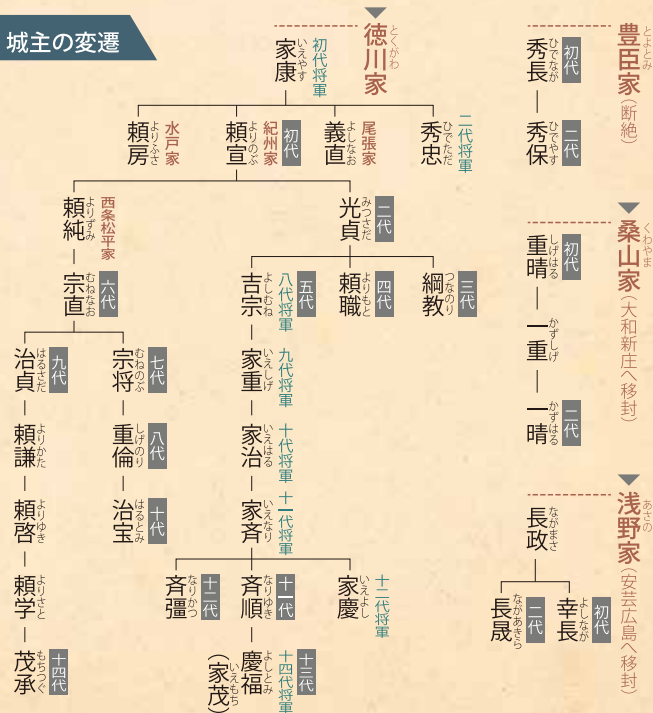 城主の変遷
豊臣家（断絶）
とよとみ
初代
秀長
ひでなが
二代
秀保
ひでやす
桑山家（大和新庄へ移封）
くわやま
初代
重晴
しげはる
一重
かずしげ
二代
一晴
かずはる
浅野家（安芸広島へ移封）
あさの
長政
ながまさ
初代
幸長
よしなが
二代
長晟
ながあきら
徳川家
とくがわ
初代将軍
家康
いえやす
二代将軍
秀忠
ひでただ
尾張家
義直
よしなお
初代
紀州家
頼宣
よりのぶ
水戸家
頼房
よりふさ
二代
光貞
みつさだ
西条松平家
頼純
よりずみ
三代
綱教
つなのり
四代
頼職
よりもと
五代
八代将軍
吉宗
よしむね
六代
宗直
むねなお
九代将軍
家重
いえしげ
十代将軍
家治
いえはる
十一代将軍
家斉
いえなり
十二代将軍
家慶
いえよし
十一代
斉順
なりゆき
十二代
斉彊
なりかつ
十三代
十四代将軍
慶福
よしとみ
（家茂）
いえもち
七代
宗将
むねのぶ
八代
重倫
しげのり
十代
治宝
はるとみ
九代
治貞
はるさだ
頼謙
よりかた
頼啓
よりゆき
頼学
よりさと
十四代
茂承
もちつぐ